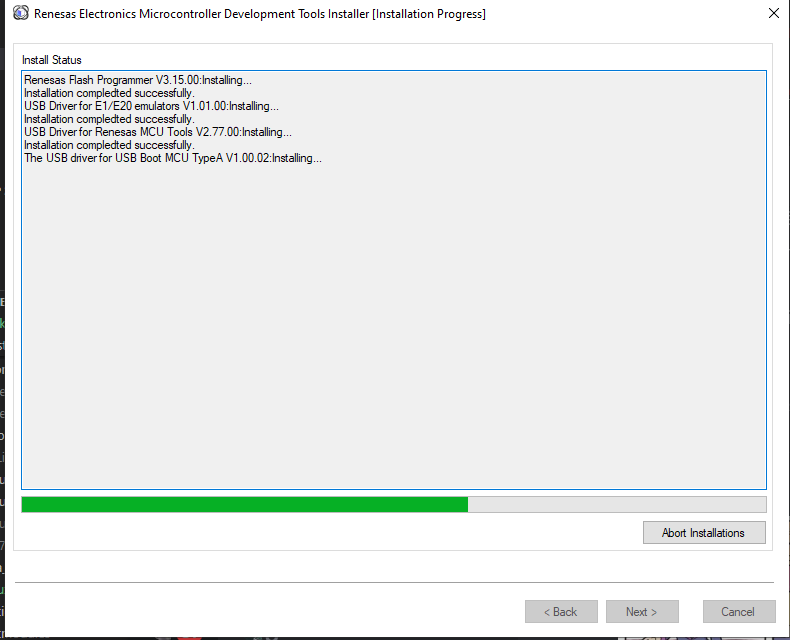 Renesas Electronics Microcontroller Development Tools Installer [Installation Progress]
Install Status
Renesas Flash Programmer V3.15.00:Installing...
Installation compledted successfully.
USB Driver for E1/E20 emulators V1.01.00:Installing...
Installation compledted successfully.
USB Driver for Renesas MCU Tools V2.77.00:Installing...
Installation compledted successfully.
The USB driver for USB Boot MCU TypeA V1.00.02:Installing...
Abort Installations
< Back
Next >
Cancel